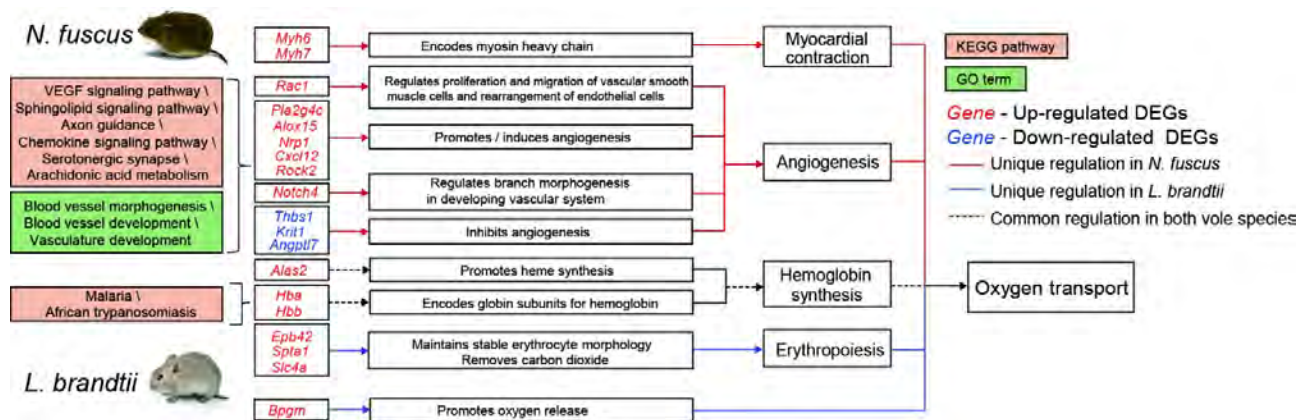 N. fuscus
Myh6
Myh7
Encodes myosin heavy chain
Myocardial
contraction
KEGG pathway
GO term
Gene - Up-regulated DEGs
Gene - Down-regulated DEGs
Unique regulation in N. fuscus
Unique regulation in L. brandtii
Common regulation in both vole species
VEGF signaling pathway \
Sphingolipid signaling pathway \
Axon guidance \
Chemokine signaling pathway \
Serotonergic synapse \
Arachidonic acid metabolism
Blood vessel morphogenesis \
Blood vessel development \
Vasculature development
Rac1
Regulates proliferation and migration of vascular smooth
muscle cells and rearrangement of endothelial cells
Pla2g4c
Alox15
Nrp1
Cxcl12
Rock2
Promotes / induces angiogenesis
Notch4
Regulates branch morphogenesis
in developing vascular system
Thbs1
Krit1
Angptl7
Inhibits angiogenesis
Angiogenesis
Alas2
Promotes heme synthesis
Malaria \
African trypanosomiasis
Hba
Hbb
Encodes globin subunits for hemoglobin
Hemoglobin
synthesis
Oxygen transport
Epb42
Spta1
Slc4a
Maintains stable erythrocyte morphology
Removes carbon dioxide
Erythropoiesis
L. brandtii
Bpgm
Promotes oxygen release